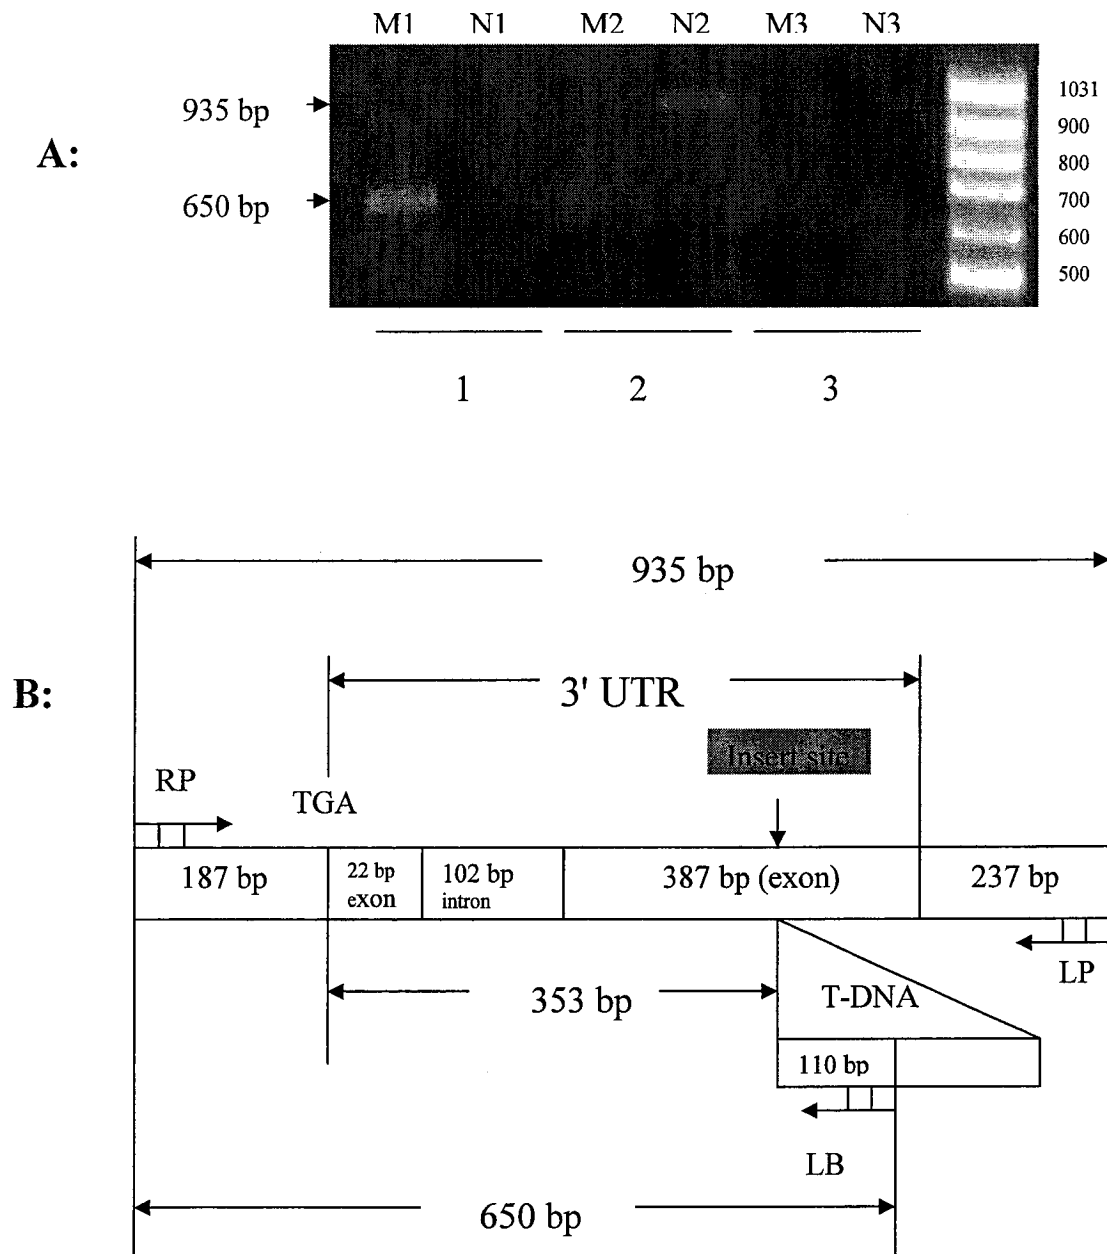 M1 N1 M2 N2 M3 N3
935 bp
650 bp
A:
1031
900
800
700
600
500
1 2 3
935 bp
B:
3' UTR
Insert site
RP
TGA
187 bp
22 bp
exon
102 bp
intron
387 bp (exon)
237 bp
LP
353 bp
T-DNA
110 bp
LB
650 bp